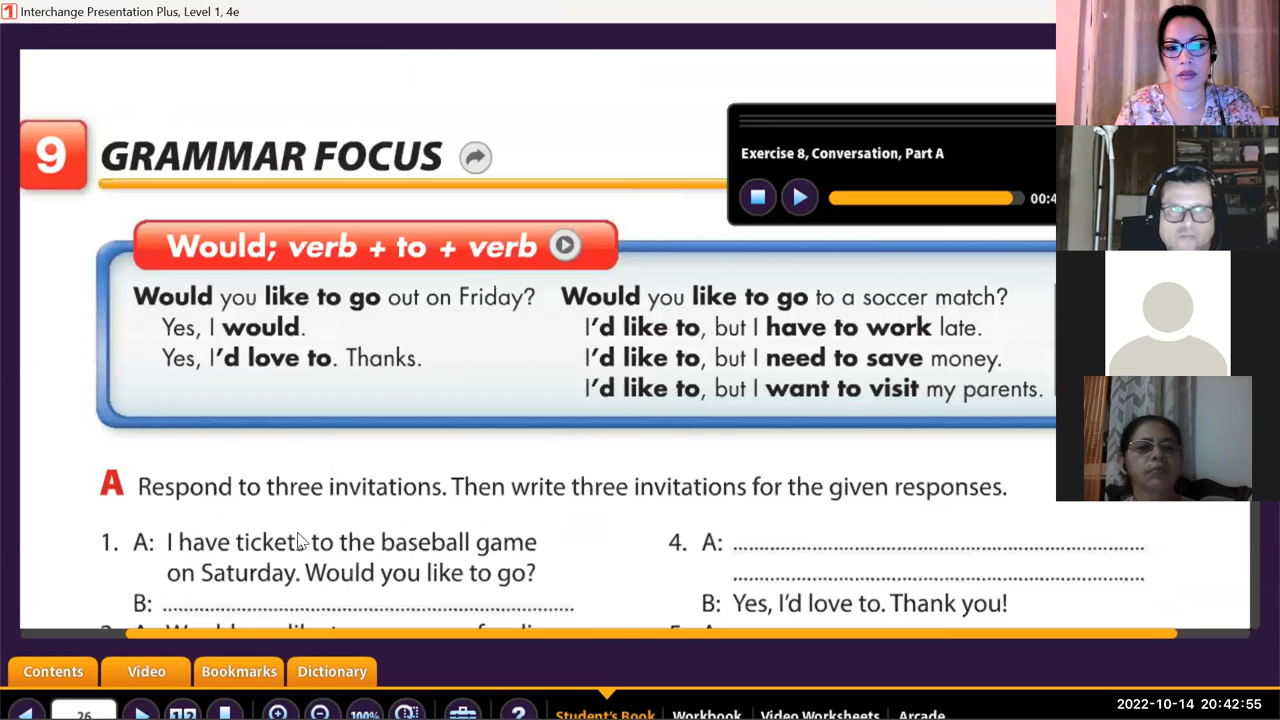 Interchange Presentation Plus, Level 1, 4e
9 GRAMMAR FOCUS
Exercise 8, Conversation, Part A
00:4
Would; verb + to + verb
Would you like to go out on Friday?
Yes, I would.
Yes, I'd love to. Thanks.
Would you like to go to a soccer match?
I'd like to, but I have to work late.
I'd like to, but I need to save money.
I'd like to, but I want to visit my parents.
A Respond to three invitations. Then write three invitations for the given responses.
1. A: I have tickets to the baseball game
on Saturday. Would you like to go?
B:
4. A:
B: Yes, I'd love to. Thank you!
Contents
Video
Bookmarks
Dictionary
26
100%
?
Student's Book
Workbook
Video Worksheets
Arcade
2022-10-14 20:42:55